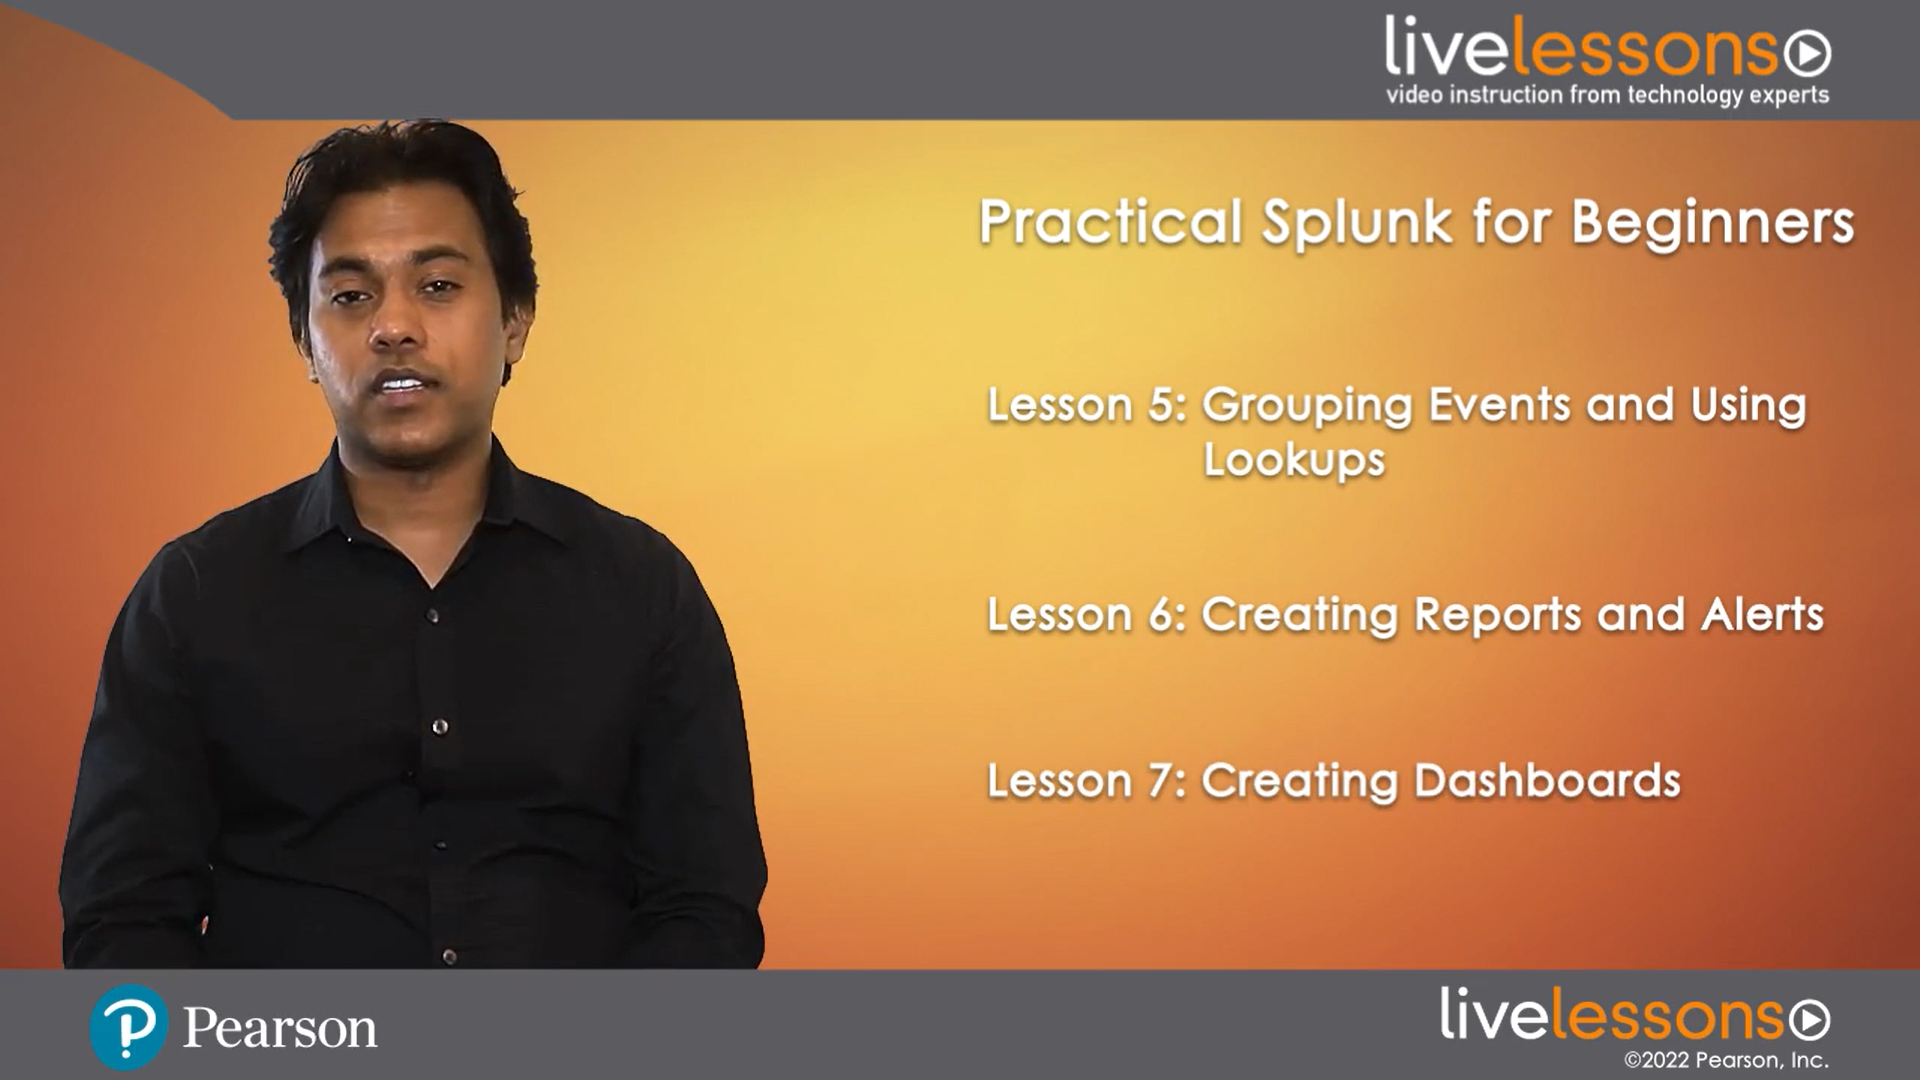 livelessons
video instruction from technology experts
Practical Splunk for Beginners
Lesson 5: Grouping Events and Using
Lookups
Lesson 6: Creating Reports and Alerts
Lesson 7: Creating Dashboards
Pearson
livelessons
©2022 Pearson, Inc.